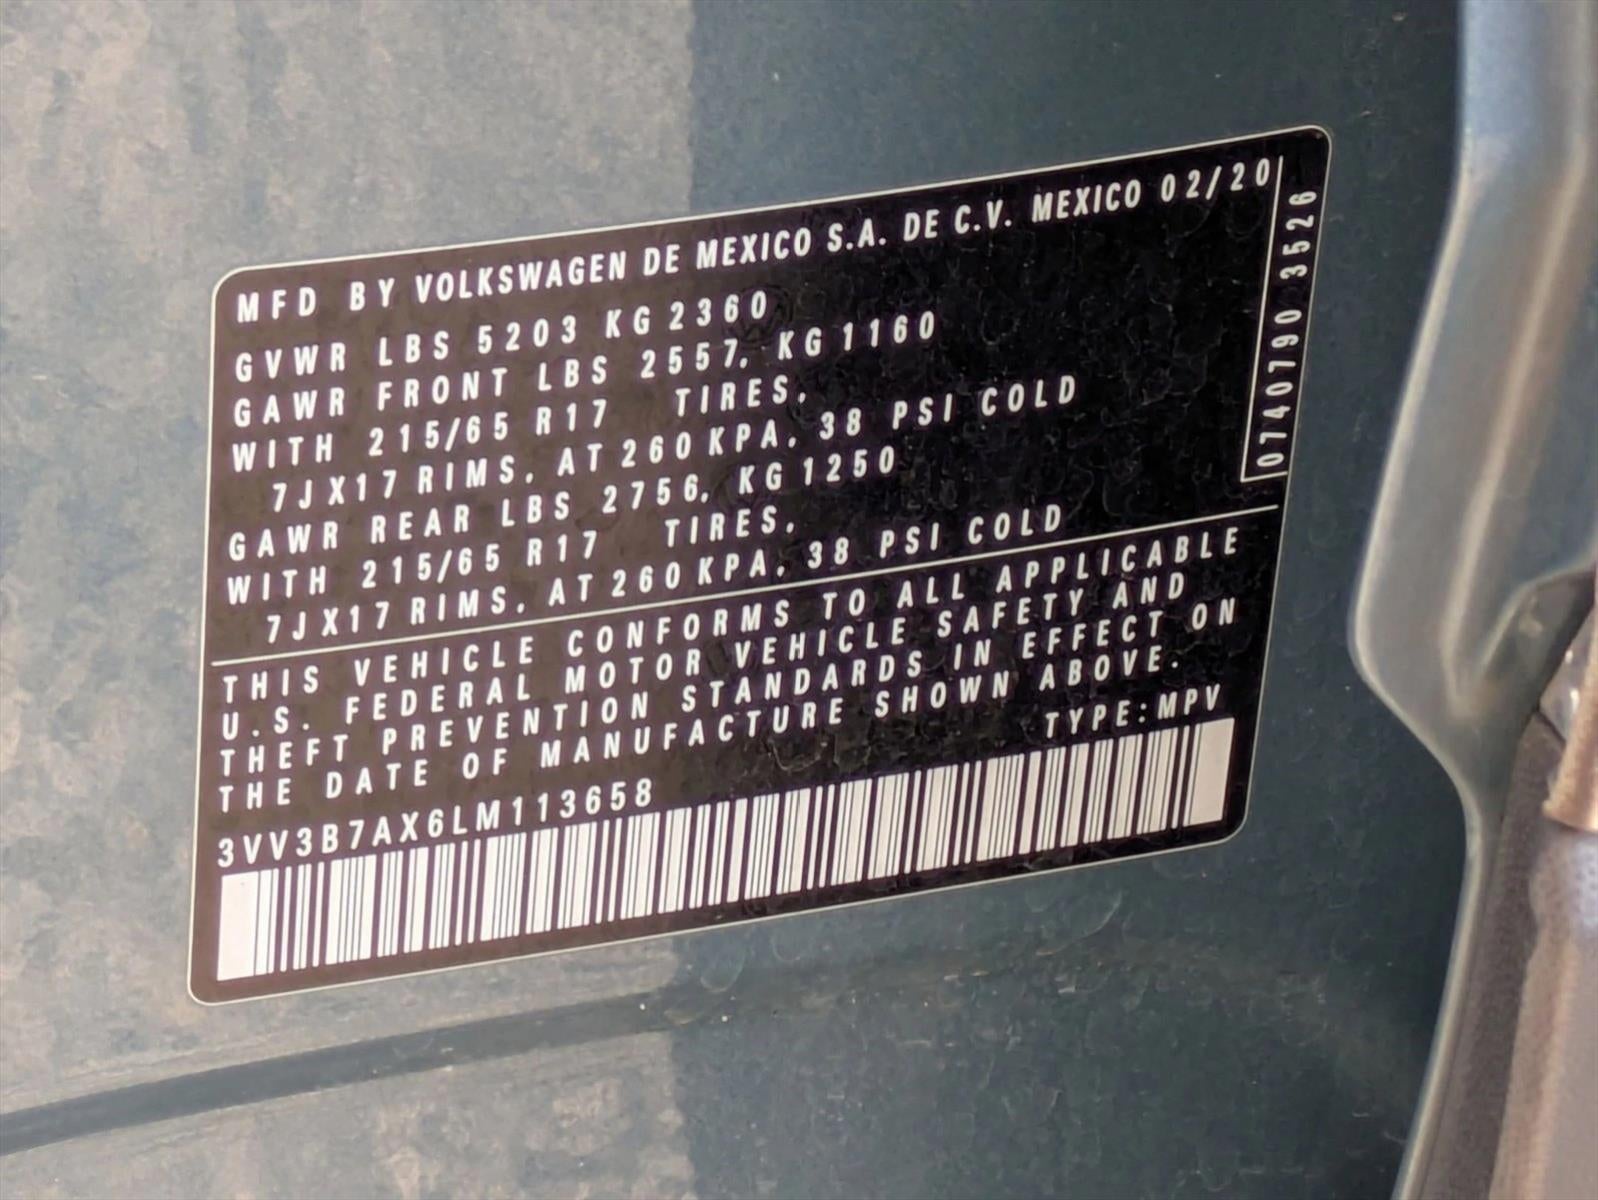 MFD BY VOLKSWAGEN DE MEXICO S.A. DE C.V. MEXICO 02/20
GVWR LBS 5203 KG 2360
GAWR FRONT LBS 2557, KG 1160
WITH 215/65 R17 TIRES,
7JX17 RIMS, AT 260 KPA, 38 PSI COLD
GAWR REAR LBS 2756, KG 1250
WITH 215/65 R17 TIRES,
7JX17 RIMS, AT 260 KPA, 38 PSI COLD
0740790 3526
THIS VEHICLE CONFORMS TO ALL APPLICABLE
U.S. FEDERAL MOTOR VEHICLE SAFETY AND
THEFT PREVENTION STANDARDS IN EFFECT ON
THE DATE OF MANUFACTURE SHOWN ABOVE.
TYPE:MPV
3VV3B7AX6LM113658